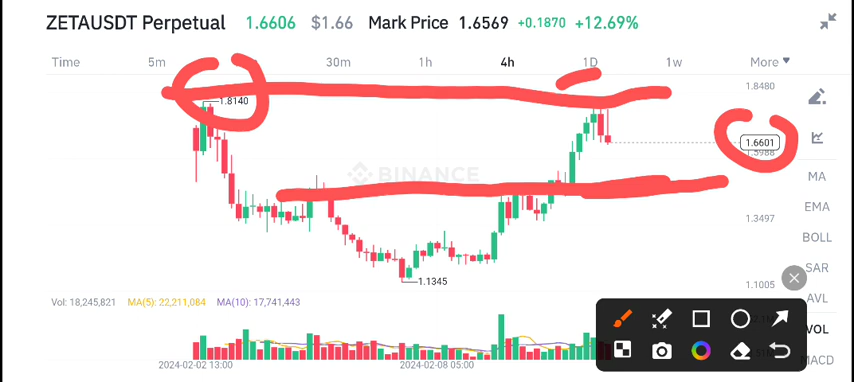 ZETAUSDT Perpetual 1.6606 $1.66 Mark Price 1.6569 +0.1870 +12.69%
Time 5m 30m 1h 4h 1D 1w More
1.8480
1.8140
1.6601
1.5988
BINANCE
MA
EMA
1.3497
BOLL
SAR
1.1345
1.1005
AVL
Vol: 18,245,821 MA(5): 22,211,084 MA(10): 17,741,443
VOL
MACD
2024-02-02 13:00 2024-02-08 05:00